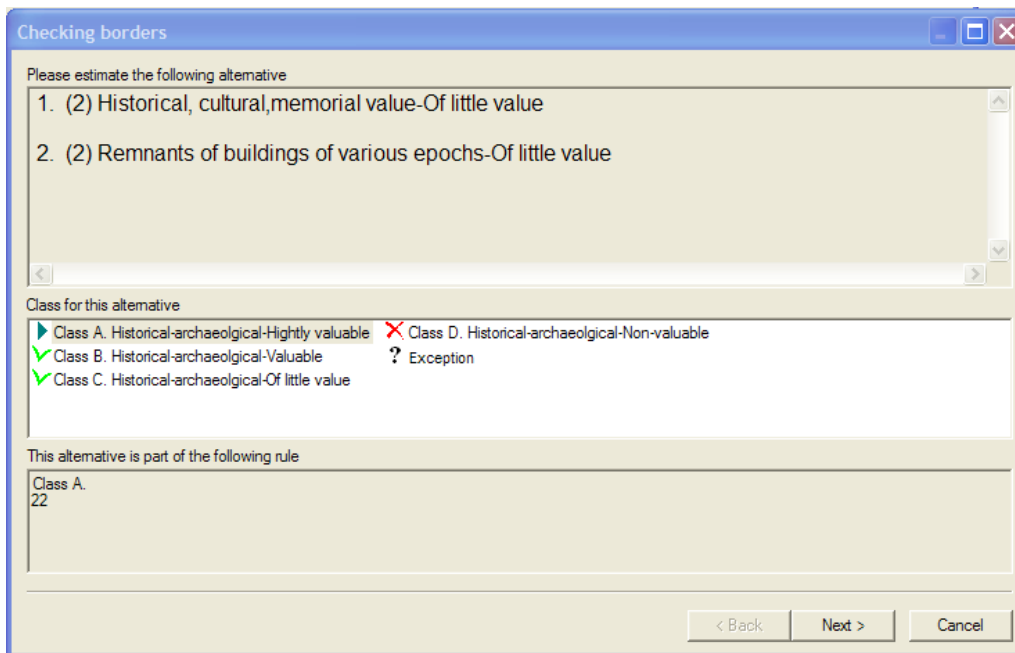 Checking borders
Please estimate the following alternative
1. (2) Historical, cultural,memorial value-Of little value
2. (2) Remnants of buildings of various epochs-Of little value
Class for this alternative
Class A. Historical-archaeolgical-Hightly valuable
Class B. Historical-archaeolgical-Valuable
Class C. Historical-archaeolgical-Of little value
Class D. Historical-archaeolgical-Non-valuable
? Exception
This alternative is part of the following rule
Class A.
22
< Back Next > Cancel